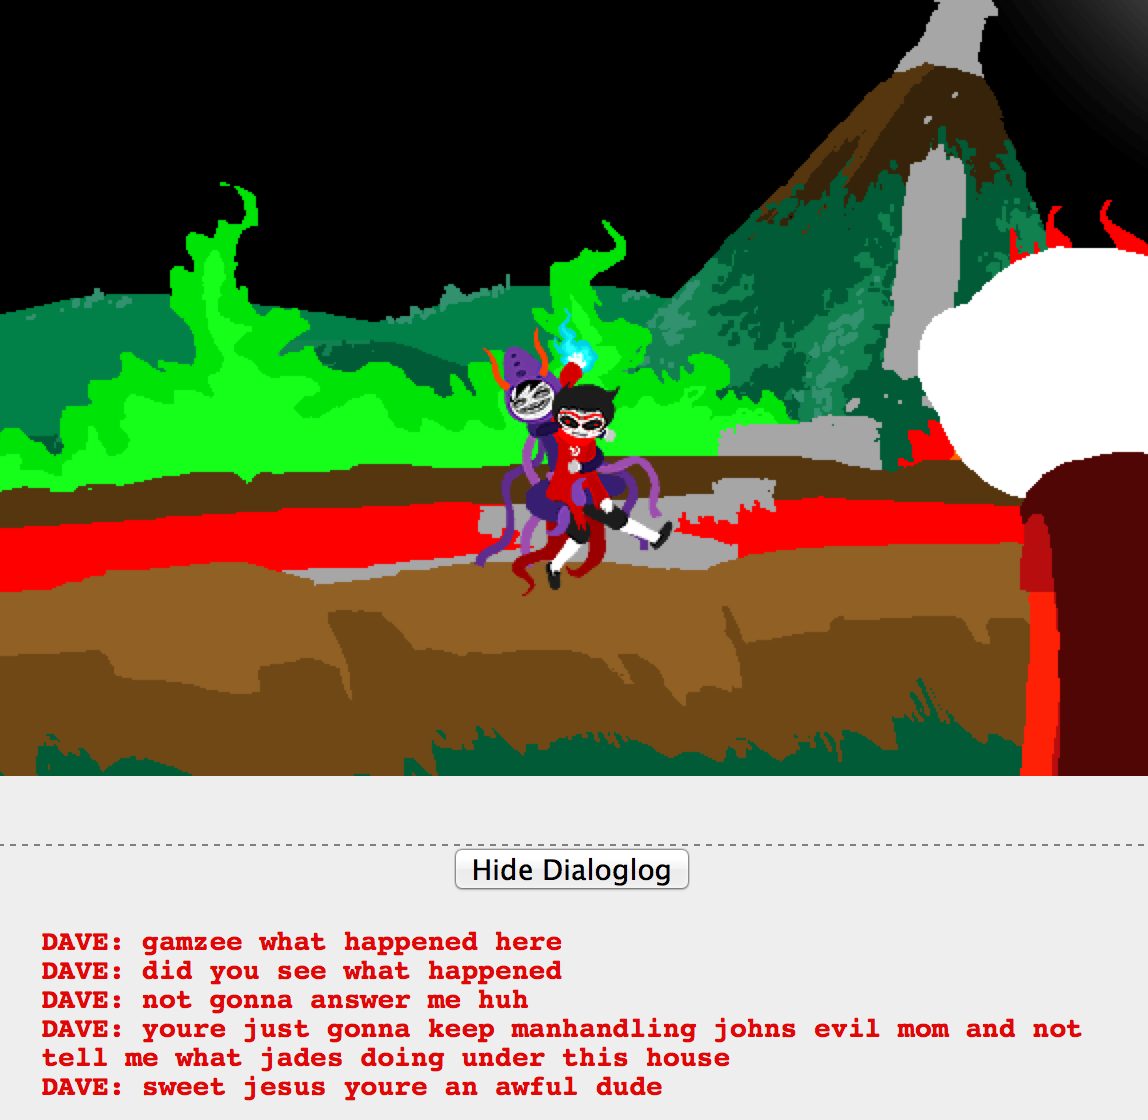 Hide Dialoglog
DAVE: gamzee what happened here
DAVE: did you see what happened
DAVE: not gonna answer me huh
DAVE: youre just gonna keep manhandling johns evil mom and not
tell me what jades doing under this house
DAVE: sweet jesus youre an awful dude